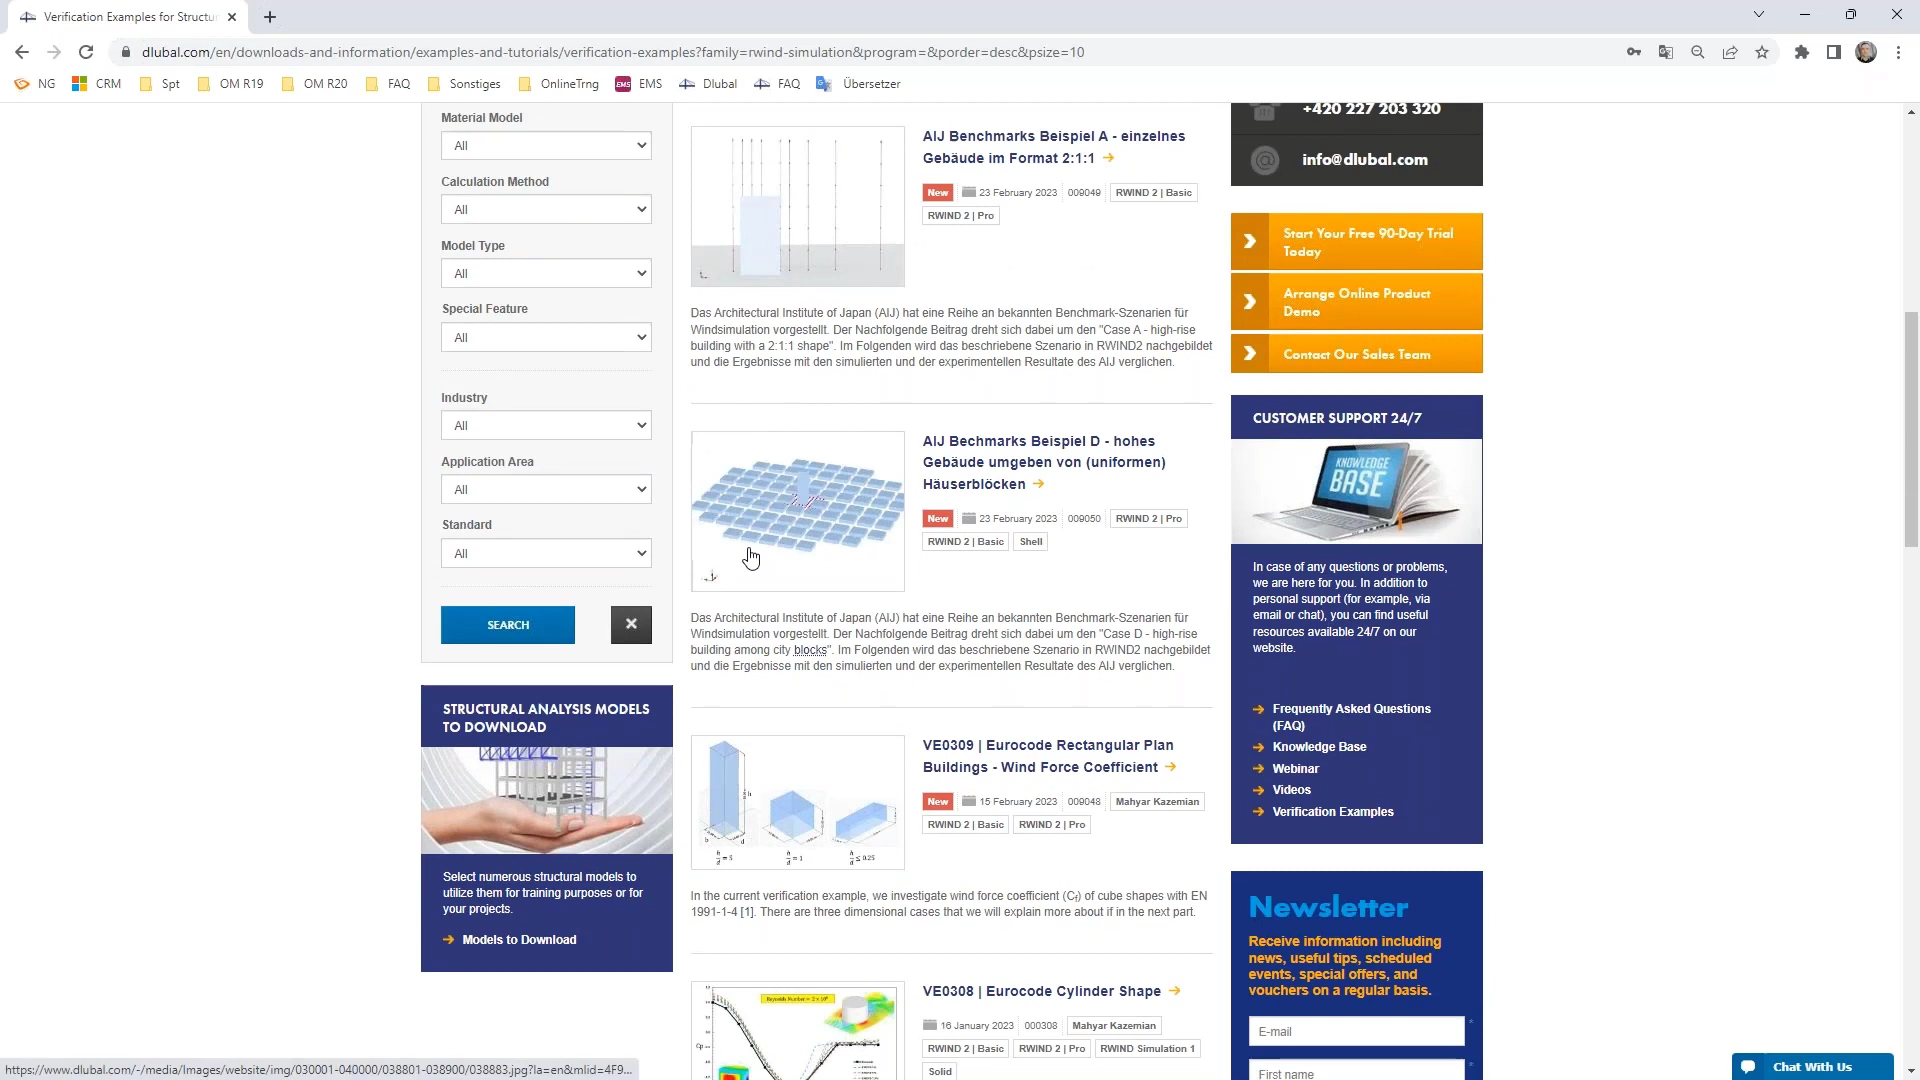 Verification Examples for Structur
dlubal.com/en/downloads-and-information/examples-and-tutorials/verification-examples?family=rwind-simulation&program=&porder=desc&psize=10
NG CRM Spt OM R19 OM R20 FAQ Sonstiges OnlineTrng EMS EMS Dlubal FAQ Übersetzer
Material Model
All
Calculation Method
All
Model Type
All
Special Feature
All
Industry
All
Application Area
All
Standard
All
SEARCH
STRUCTURAL ANALYSIS MODELS
TO DOWNLOAD
Select numerous structural models to
utilize them for training purposes or for
your projects.
Models to Download
AIJ Benchmarks Beispiel A - einzelnes
Gebäude im Format 2:1:1
New 23 February 2023 009049 RWIND 2 | Basic
RWIND 2 | Pro
Das Architectural Institute of Japan (AIJ) hat eine Reihe an bekannten Benchmark-Szenarien für
Windsimulation vorgestellt. Der Nachfolgende Beitrag dreht sich dabei um den "Case A - high-rise
building with a 2:1:1 shape". Im Folgenden wird das beschriebene Szenario in RWIND2 nachgebildet
und die Ergebnisse mit den simulierten und der experimentellen Resultate des AIJ verglichen.
AIJ Bechmarks Beispiel D - hohes
Gebäude umgeben von (uniformen)
Häuserblöcken
New 23 February 2023 009050 RWIND 2 | Pro
RWIND 2 | Basic Shell
Das Architectural Institute of Japan (AIJ) hat eine Reihe an bekannten Benchmark-Szenarien für
Windsimulation vorgestellt. Der Nachfolgende Beitrag dreht sich dabei um den "Case D - high-rise
building among city blocks". Im Folgenden wird das beschriebene Szenario in RWIND2 nachgebildet
und die Ergebnisse mit den simulierten und der experimentellen Resultate des AIJ verglichen.
VE0309 | Eurocode Rectangular Plan
Buildings - Wind Force Coefficient
New 15 February 2023 009048 Mahyar Kazemian
RWIND 2 | Basic RWIND 2 | Pro
h/d = 5 h/d = 1 h/d ≤ 0.25
In the current verification example, we investigate wind force coefficient (Cf) of cube shapes with EN
1991-1-4 [1]. There are three dimensional cases that we will explain more about if in the next part.
VE0308 | Eurocode Cylinder Shape
16 January 2023 000308 Mahyar Kazemian
RWIND 2 | Basic RWIND 2 | Pro RWIND Simulation 1
Solid
+420 227 203 320
info@dlubal.com
Start Your Free 90-Day Trial
Today
Arrange Online Product
Demo
Contact Our Sales Team
CUSTOMER SUPPORT 24/7
KNOWLEDGE
BASE
In case of any questions or problems,
we are here for you. In addition to
personal support (for example, via
email or chat), you can find useful
resources available 24/7 on our
website.
Frequently Asked Questions
(FAQ)
Knowledge Base
Webinar
Videos
Verification Examples
Newsletter
Receive information including
news, useful tips, scheduled
events, special offers, and
vouchers on a regular basis.
E-mail *
First name
Chat With Us
https://www.dlubal.com/-/media/Images/website/img/030001-040000/038801-038900/038883.jpg?la=en&mlid=4F9...